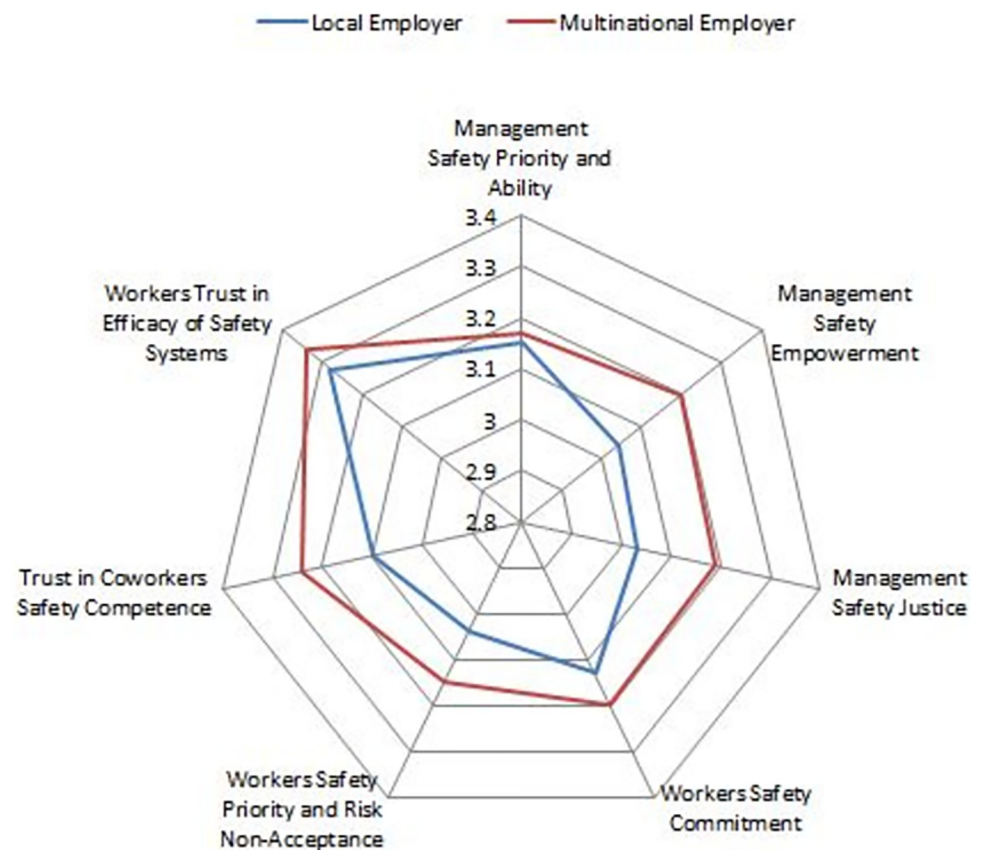 Local Employer
Multinational Employer
Management
Safety Priority and
Ability
3.4
3.3
3.2
3.1
3
2.9
2.8
Management
Safety
Empowerment
Management
Safety Justice
Workers Safety
Commitment
Workers Safety
Priority and Risk
Non-Acceptance
Trust in Coworkers
Safety Competence
Workers Trust in
Efficacy of Safety
Systems